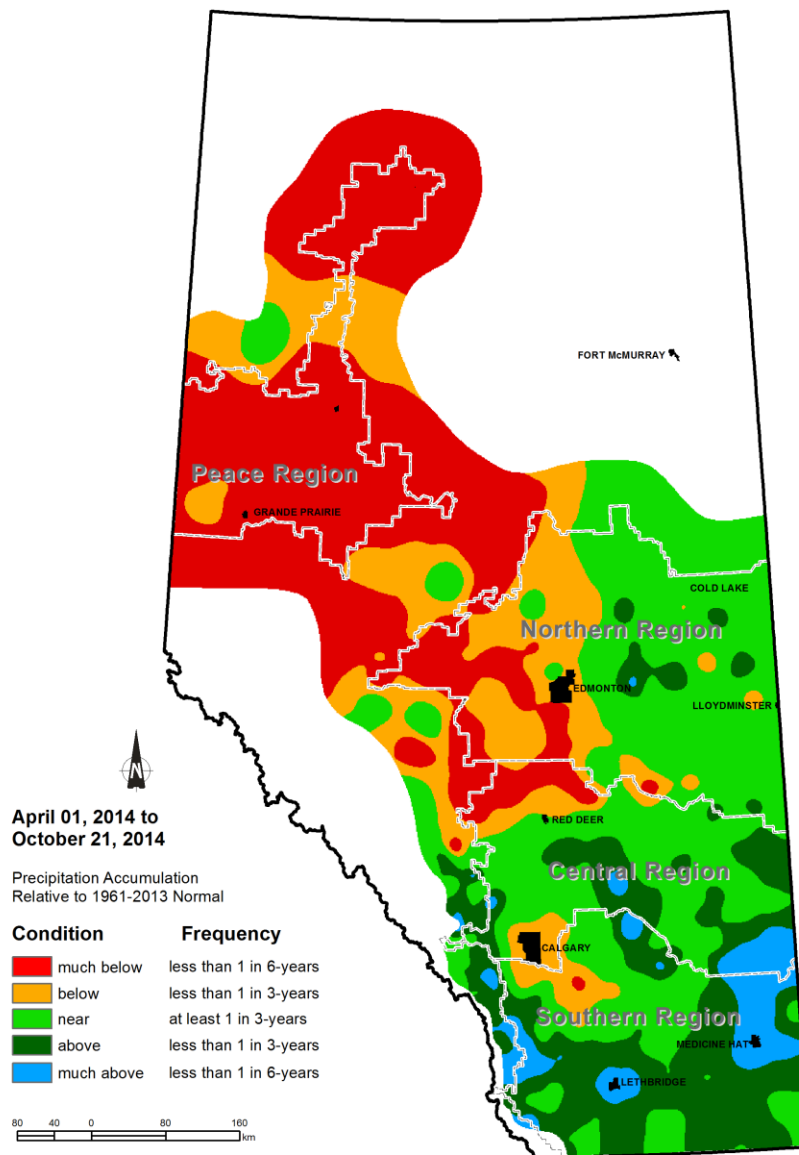 FORT McMURRAY
Peace Region
GRANDE PRAIRIE
COLD LAKE
Northern Region
EDMONTON
LLOYDMINSTER
N
April 01, 2014 to
October 21, 2014
RED DEER
Precipitation Accumulation
Relative to 1961-2013 Normal
Central Region
Condition Frequency
CALGARY
much below less than 1 in 6-years
below less than 1 in 3-years
near at least 1 in 3-years
Southern Region
above less than 1 in 3-years
MEDICINE HAT
much above less than 1 in 6-years
LETHBRIDGE
80 40 0 80 160
km